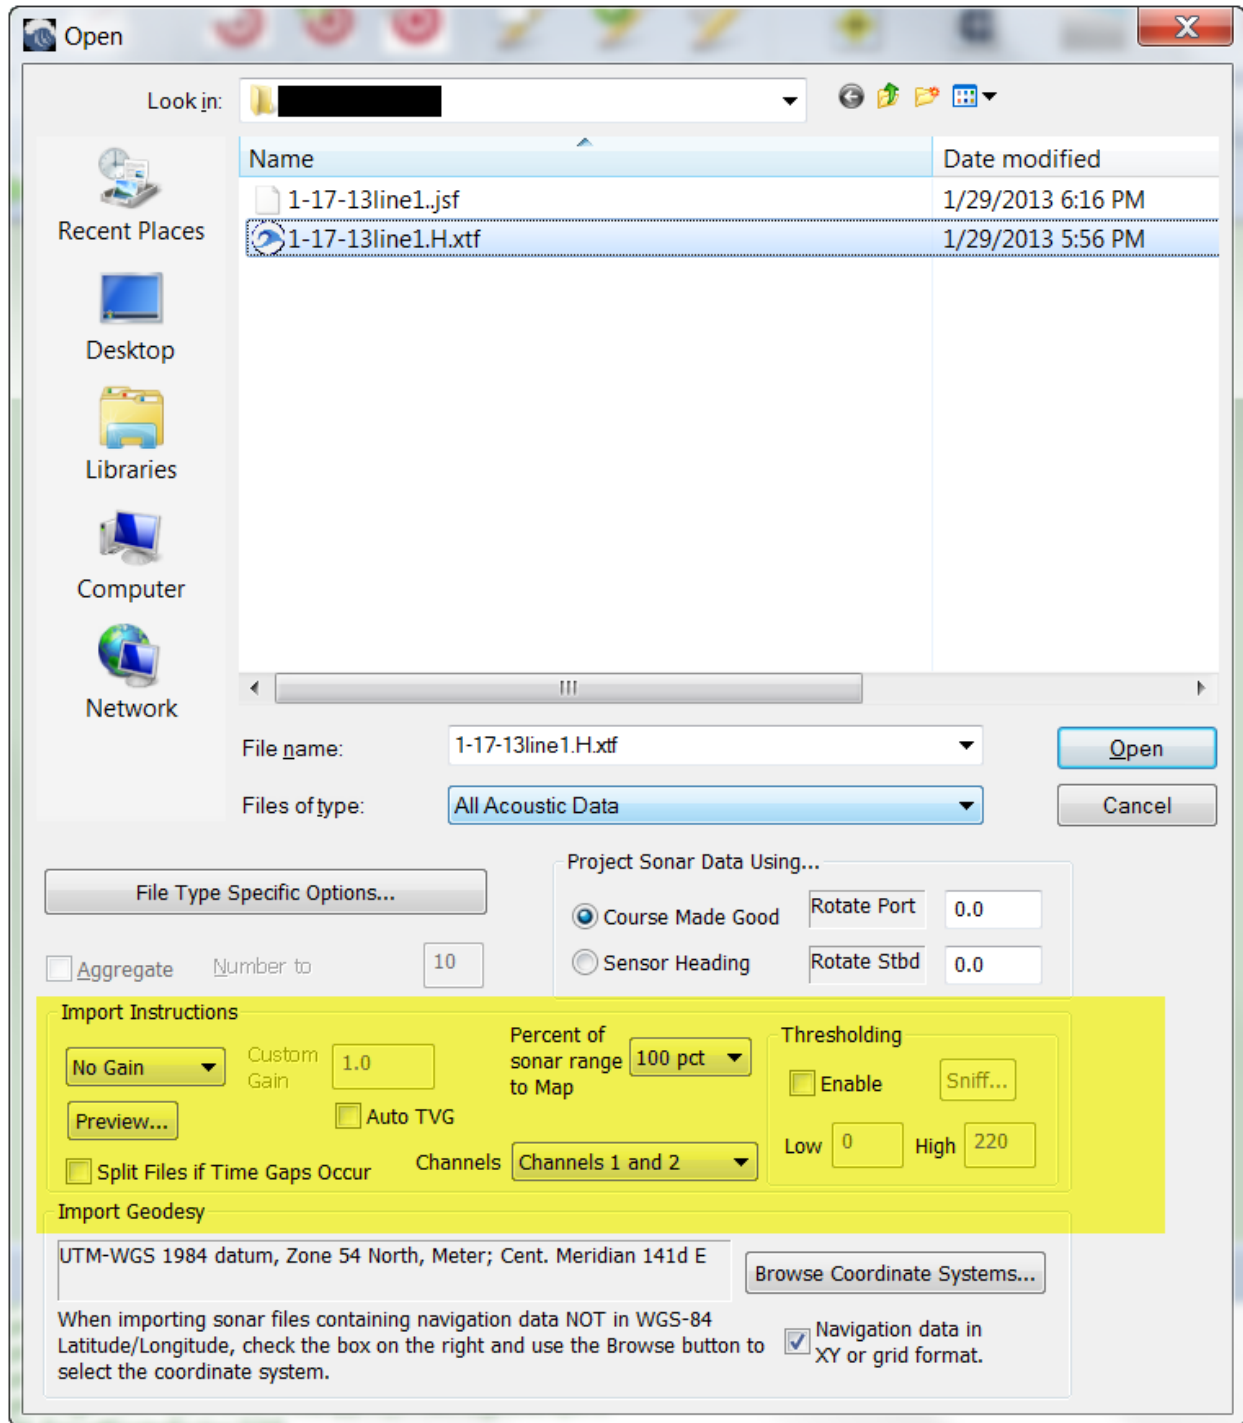 Open
X
Look in:
Name
Date modified
1-17-13line1..jsf
1/29/2013 6:16 PM
1-17-13line1.H.xtf
1/29/2013 5:56 PM
Recent Places
Desktop
Libraries
Computer
Network
File name:
1-17-13line1.H.xtf
Open
Files of type:
All Acoustic Data
Cancel
File Type Specific Options...
Aggregate
Number to
10
Project Sonar Data Using...
Course Made Good
Rotate Port
0.0
Sensor Heading
Rotate Stbd
0.0
Import Instructions
No Gain
Custom
Gain
1.0
Preview...
Auto TVG
Split Files if Time Gaps Occur
Percent of
sonar range
to Map
100 pct
Channels
Channels 1 and 2
Thresholding
Enable
Sniff...
Low
0
High
220
Import Geodesy
UTM-WGS 1984 datum, Zone 54 North, Meter; Cent. Meridian 141d E
Browse Coordinate Systems...
When importing sonar files containing navigation data NOT in WGS-84
Latitude/Longitude, check the box on the right and use the Browse button to
select the coordinate system.
Navigation data in
XY or grid format.